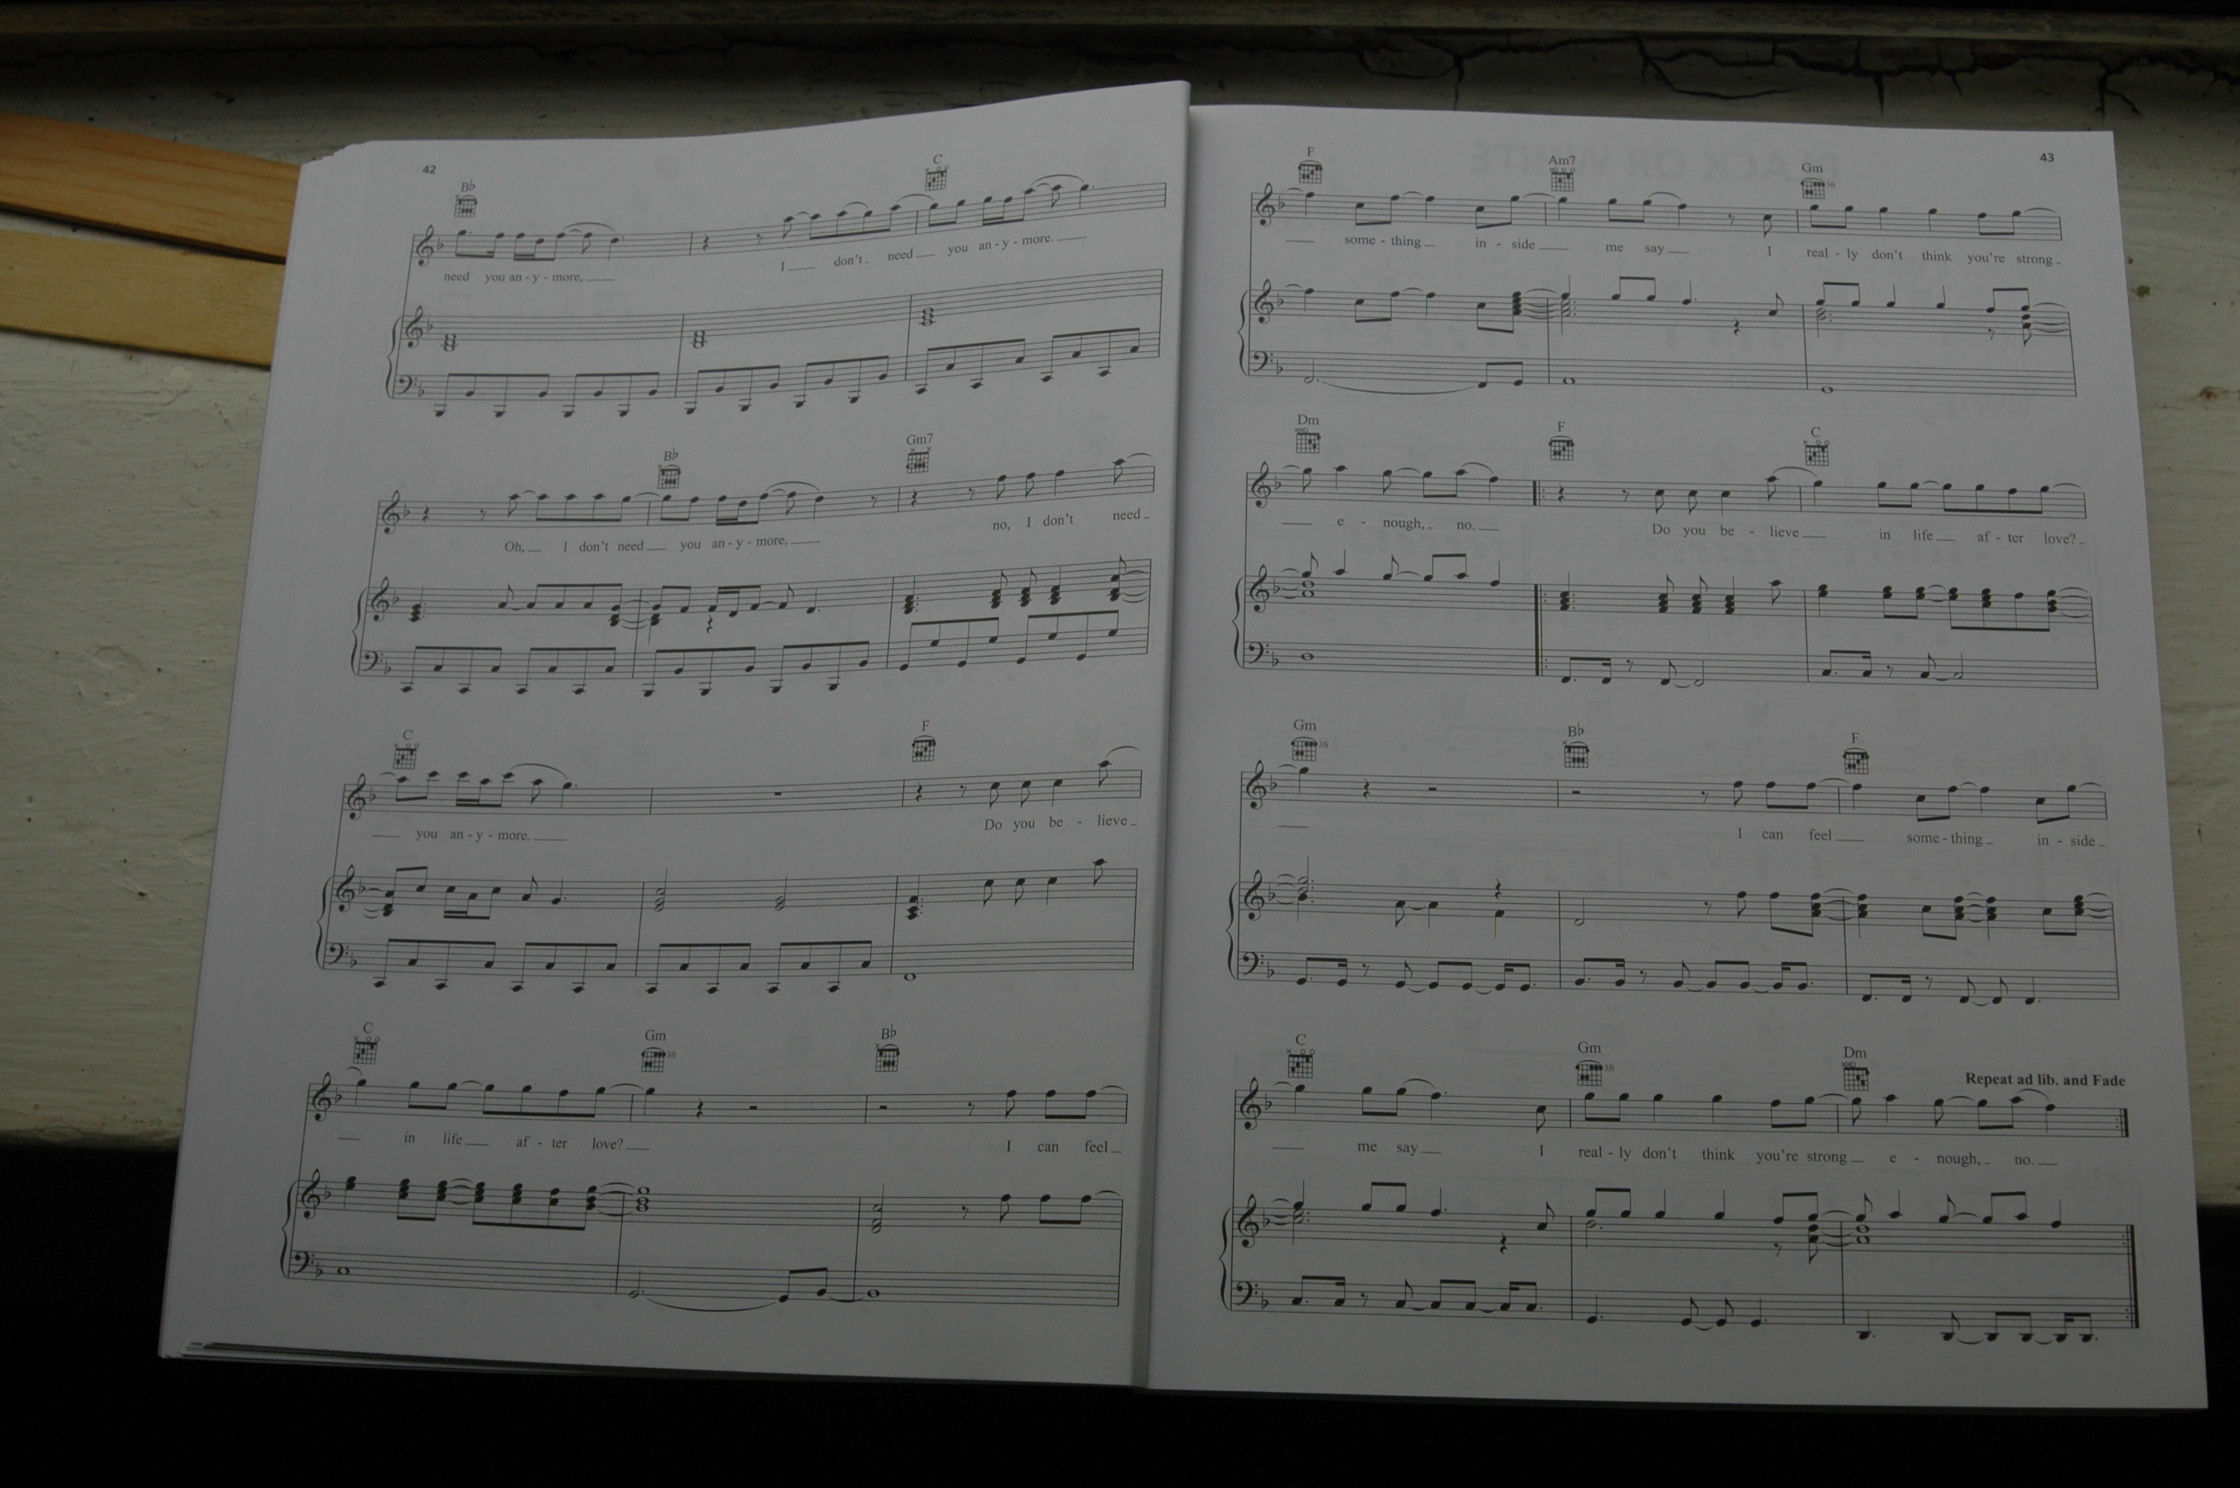 42
B♭ C
need you an - y - more, I don't need you an - y - more.
B♭ Gm7
Oh, I don't need you an - y - more, no, I don't need
C F
you an - y - more. Do you be - lieve
C Gm B♭
in life af - ter love? I can feel
43
F Am7 Gm
some - thing in - side me say I real - ly don't think you're strong
Dm F C
e - nough, no. Do you be - lieve in life af - ter love?
Gm B♭ F
I can feel some - thing in - side
C Gm Dm
Repeat ad lib. and Fade
me say I real - ly don't think you're strong e - nough, no.